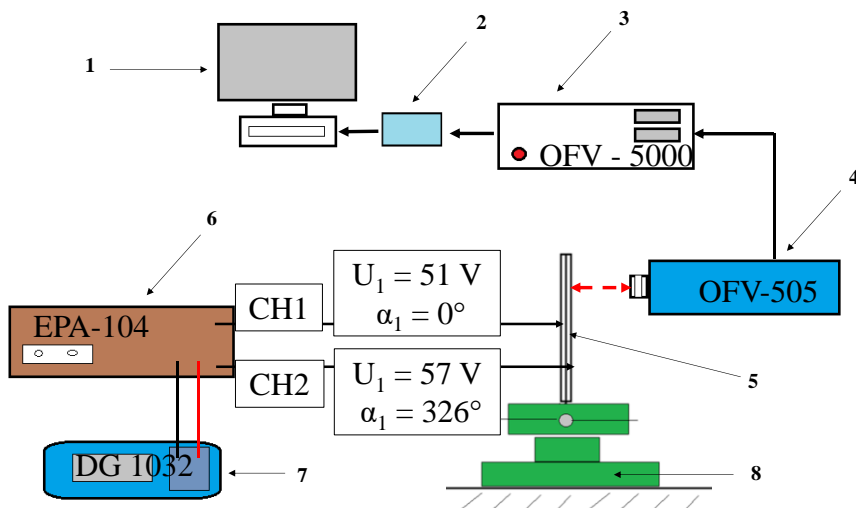 1
2
3
OFV - 5000
4
OFV-505
6
EPA-104
CH1
U₁ = 51 V
α₁ = 0°
CH2
U₁ = 57 V
α₁ = 326°
5
DG 1032
7
8